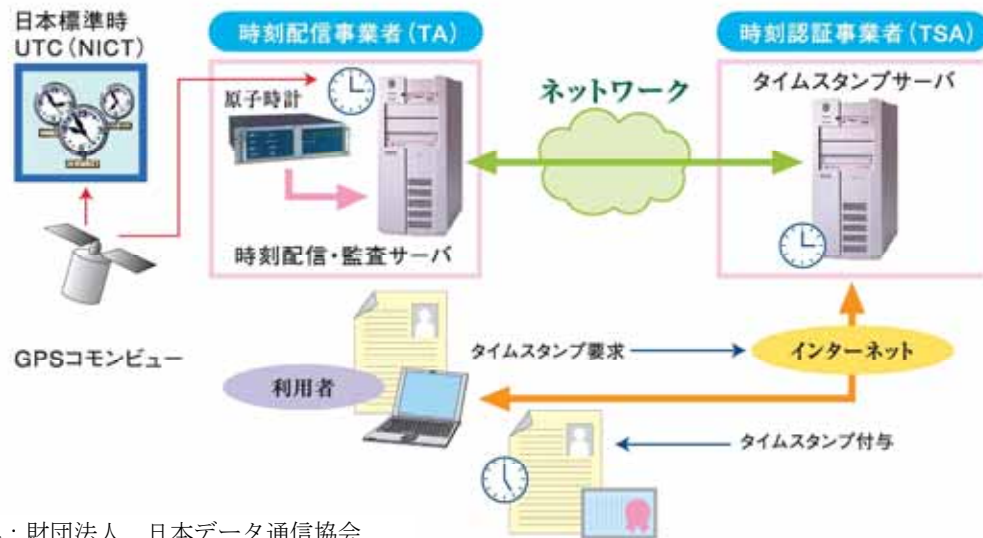 日本標準時
UTC(NICT)
時刻配信事業者(TA)
時刻認証事業者(TSA)
原子時計
ネットワーク
タイムスタンプサーバ
時刻配信・監査サーバ
GPSコモンビュー
利用者
タイムスタンプ要求
インターネット
タイムスタンプ付与
:財団法人 日本データ通信協会